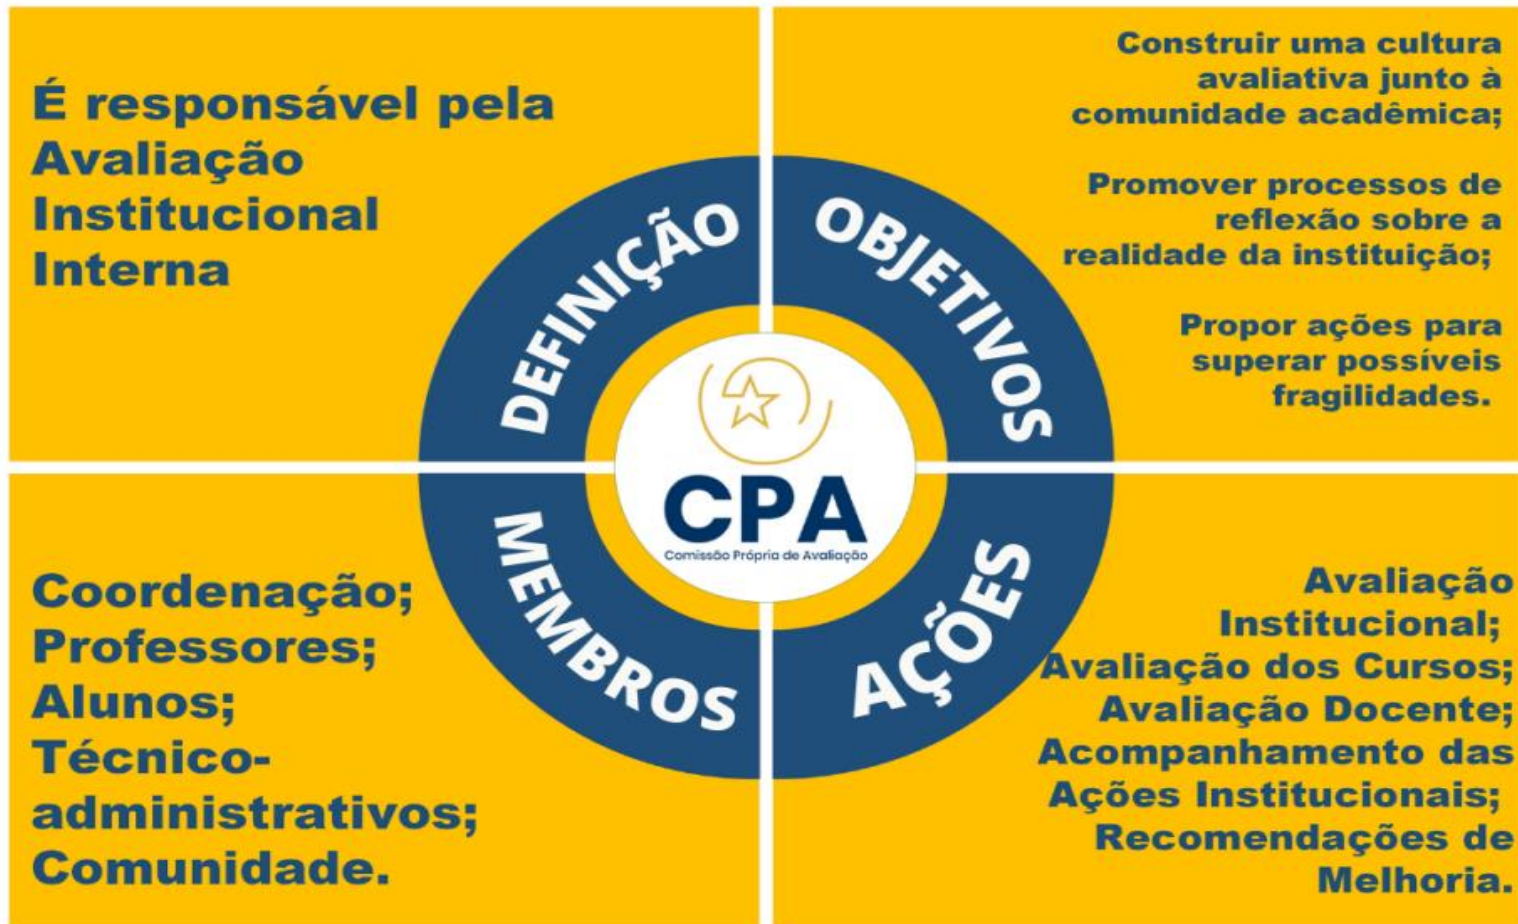 É responsável pela
Avaliação
Institucional
Interna
DEFINIÇÃO
OBJETIVOS
Construir uma cultura
avaliativa junto à
comunidade acadêmica;
Promover processos de
reflexão sobre a
realidade da instituição;
Propor ações para
superar possíveis
fragilidades.
CPA
Comissão Própria de Avaliação
MEMBROS
Coordenação;
Professores;
Alunos;
Técnico-
administrativos;
Comunidade.
AÇÕES
Avaliação
Institucional;
Avaliação dos Cursos;
Avaliação Docente;
Acompanhamento das
Ações Institucionais;
Recomendações de
Melhoria.